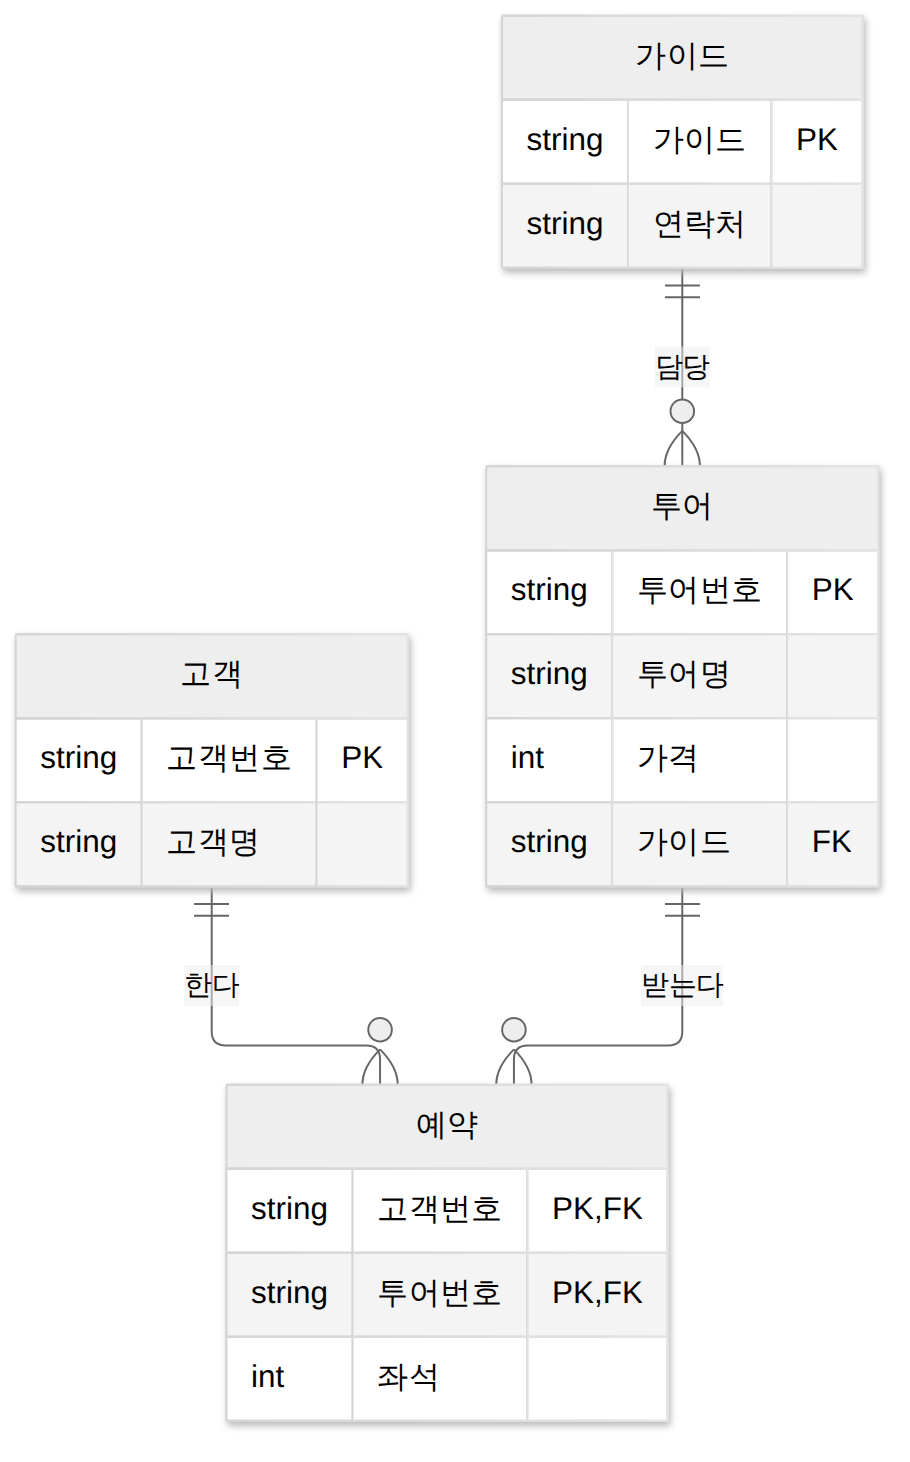 가이드
string 가이드 PK
string 연락처
담당
투어
string 투어번호 PK
string 투어명
int 가격
string 가이드 FK
고객
string 고객번호 PK
string 고객명
한다
받는다
예약
string 고객번호 PK,FK
string 투어번호 PK,FK
int 좌석